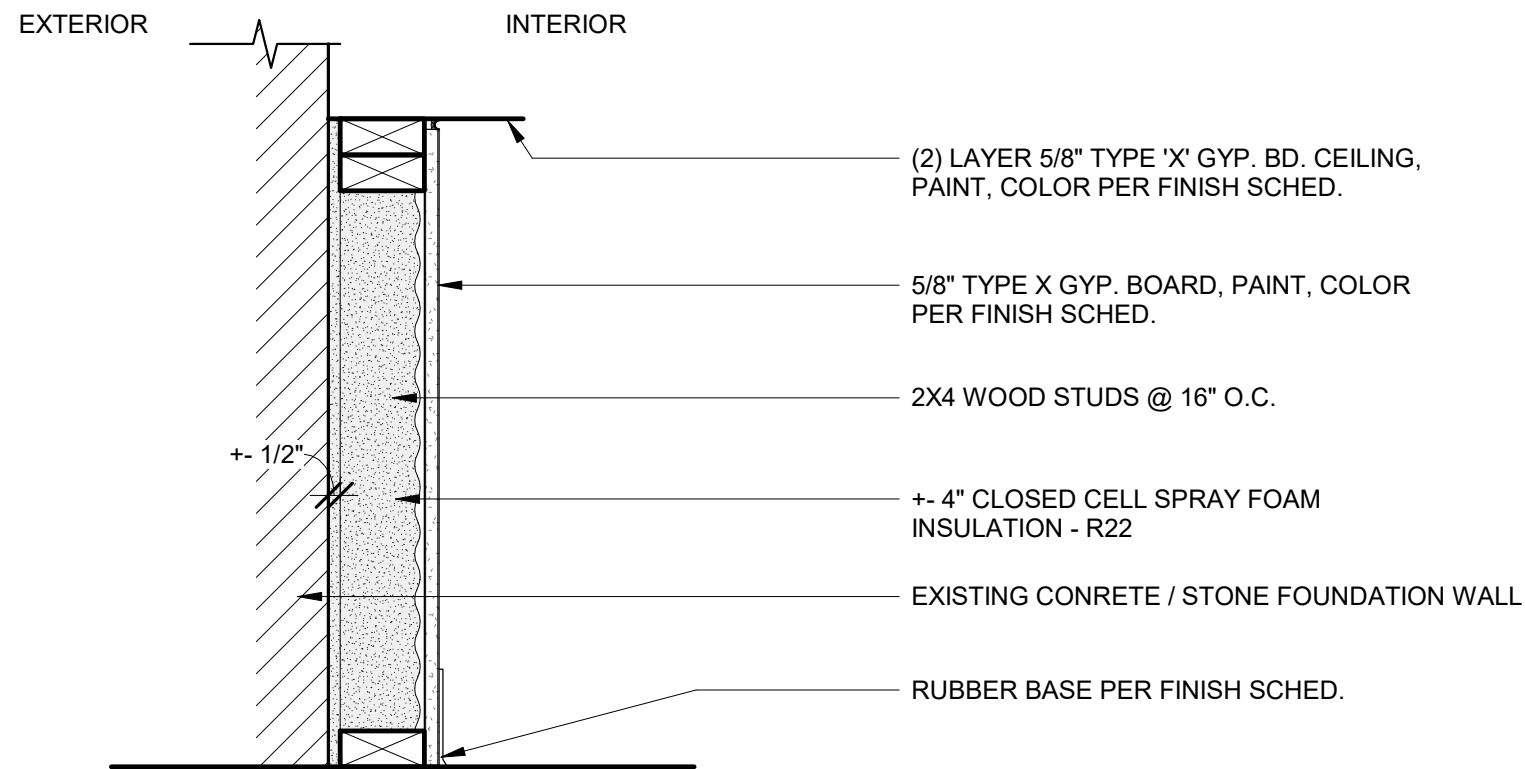 EXTERIOR
INTERIOR
(2) LAYER 5/8" TYPE 'X' GYP. BD. CEILING,
PAINT, COLOR PER FINISH SCHED.
5/8" TYPE X GYP. BOARD, PAINT, COLOR
PER FINISH SCHED.
2X4 WOOD STUDS @ 16" O.C.
+- 1/2"
+- 4" CLOSED CELL SPRAY FOAM
INSULATION - R22
EXISTING CONRETE / STONE FOUNDATION WALL
RUBBER BASE PER FINISH SCHED.